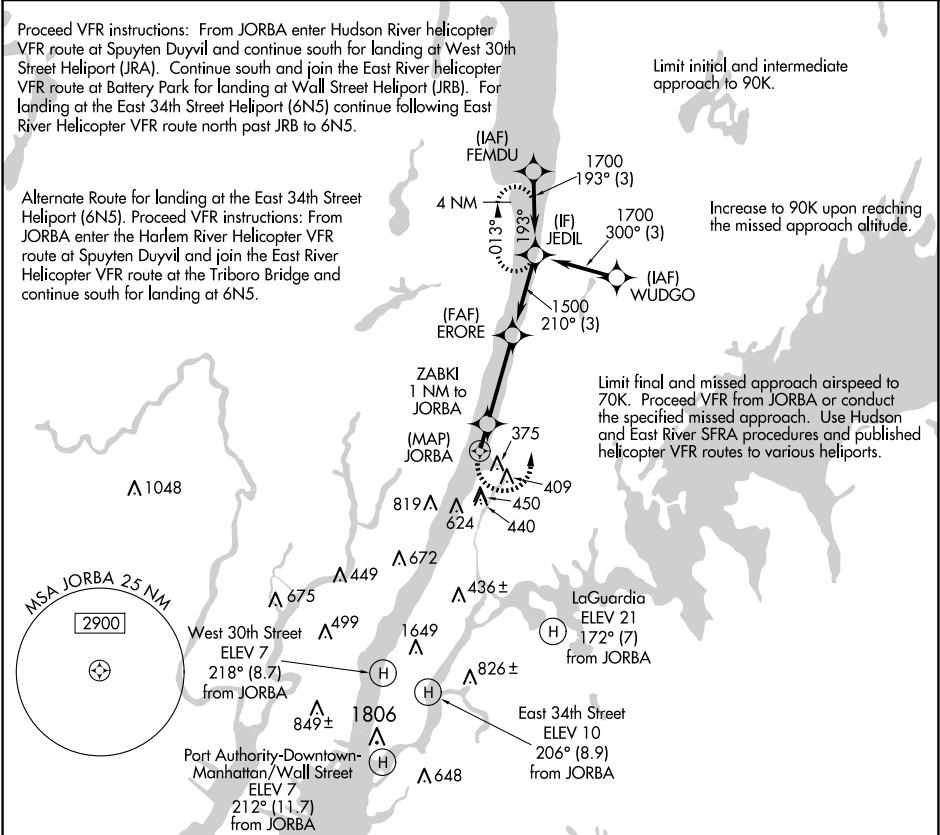 Proceed VFR instructions: From JORBA enter Hudson River helicopter
VFR route at Spuyten Duyvil and continue south for landing at West 30th
Street Heliport (JRA). Continue south and join the East River helicopter
VFR route at Battery Park for landing at Wall Street Heliport (JRB). For
landing at the East 34th Street Heliport (6N5) continue following East
River Helicopter VFR route north past JRB to 6N5.
Limit initial and intermediate
approach to 90K.
Alternate Route for landing at the East 34th Street
Heliport (6N5). Proceed VFR instructions: From
JORBA enter the Harlem River Helicopter VFR
route at Spuyten Duyvil and join the East River
Helicopter VFR route at the Triboro Bridge and
continue south for landing at 6N5.
(IAF)
FEMDU
1700
193° (3)
4 NM
013°
193°
(IF)
JEDIL
1700
300° (3)
Increase to 90K upon reaching
the missed approach altitude.
(IAF)
WUDGO
1500
210° (3)
(FAF)
ERORE
ZABKI
1 NM to
JORBA
(MAP)
JORBA
Limit final and missed approach airspeed to
70K. Proceed VFR from JORBA or conduct
the specified missed approach. Use Hudson
and East River SFRA procedures and published
helicopter VFR routes to various heliports.
375
409
450
440
1048
819
624
672
449
675
436±
499
1649
826±
849±
1806
648
MSA JORBA 25 NM
2900
West 30th Street
ELEV 7
218° (8.7)
from JORBA
H
LaGuardia
ELEV 21
172° (7)
from JORBA
H
East 34th Street
ELEV 10
206° (8.9)
from JORBA
H
Port Authority-Downtown-
Manhattan/Wall Street
ELEV 7
212° (11.7)
from JORBA
H